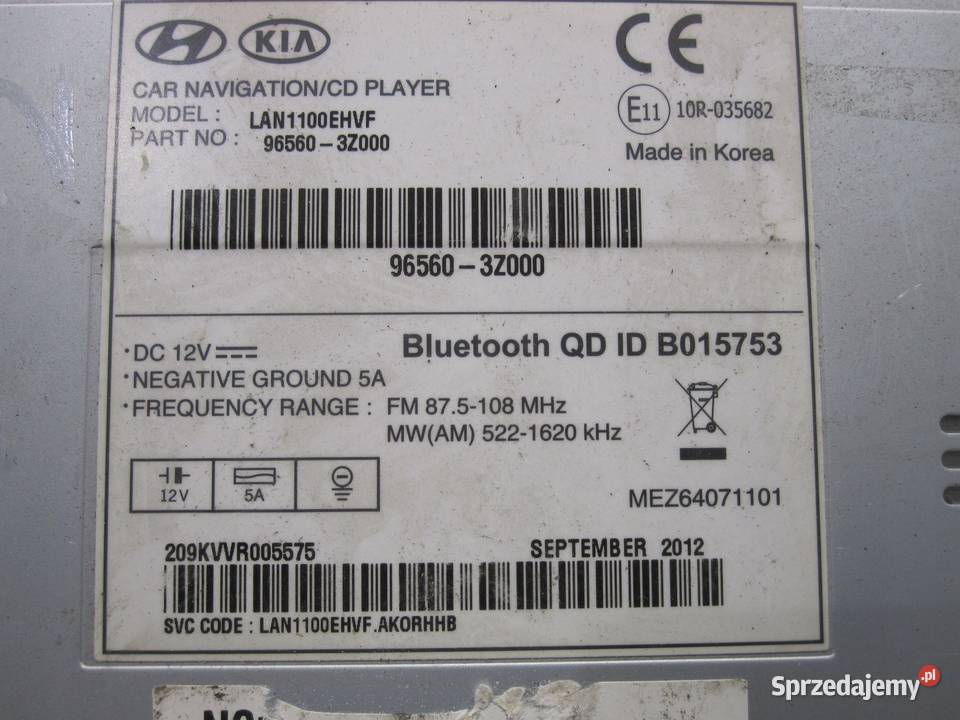 KIA
CE
CAR NAVIGATION/CD PLAYER
MODEL : LAN1100EHVF
PART NO : 96560-3Z000
E11 10R-035682
Made in Korea
96560-3Z000
·DC 12V
Bluetooth QD ID B015753
·NEGATIVE GROUND 5A
·FREQUENCY RANGE : FM 87.5-108 MHz
MW(AM) 522-1620 kHz
12V 5A
MEZ64071101
209KVVR005575
SEPTEMBER 2012
SVC CODE : LAN1100EHVF.AKORHHB
Sprzedajemy.pl